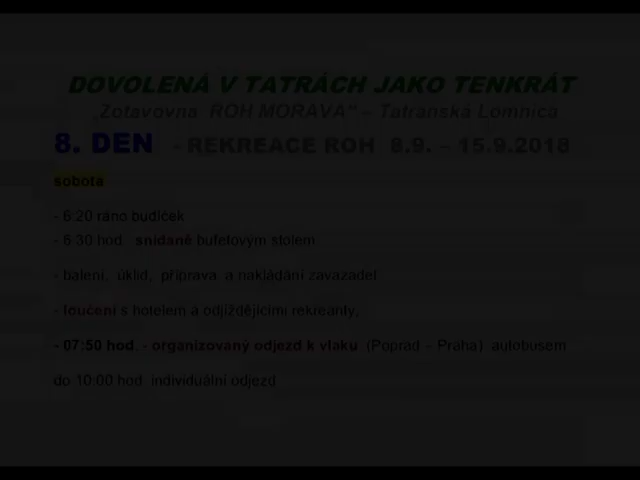 DOVOLENÁ V TATRÁCH JAKO TENKRÁT
Zotavovna ROH MORAVA" – Tatranská Lomnica
8. DEN - REKREACE ROH 8.9. – 15.9.2018
sobota
- 6:20 ráno budíček
- 6:30 hod. snídaně bufetovým stolem
- balení, úklid, příprava a nakládání zavazadel
- loučení s hotelem a odjíždějícími rekreanty,
- 07:50 hod. - organizovaný odjezd k vlaku (Poprad – Praha) autobusem
do 10:00 hod individuální odjezd